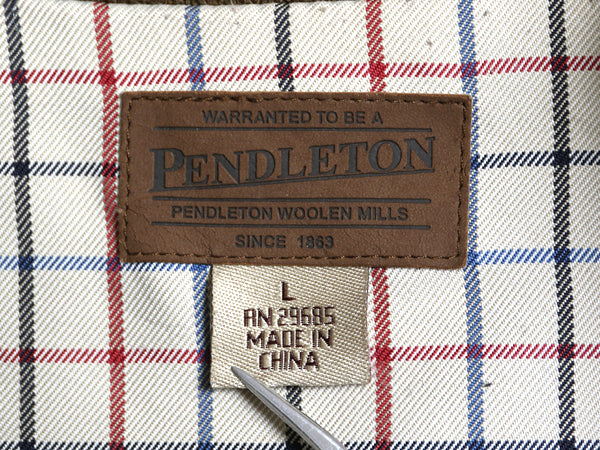 WARRANTED TO BE A
PENDLETON
PENDLETON WOOLEN MILLS
SINCE 1863
L
RN 29685
MADE IN
CHINA